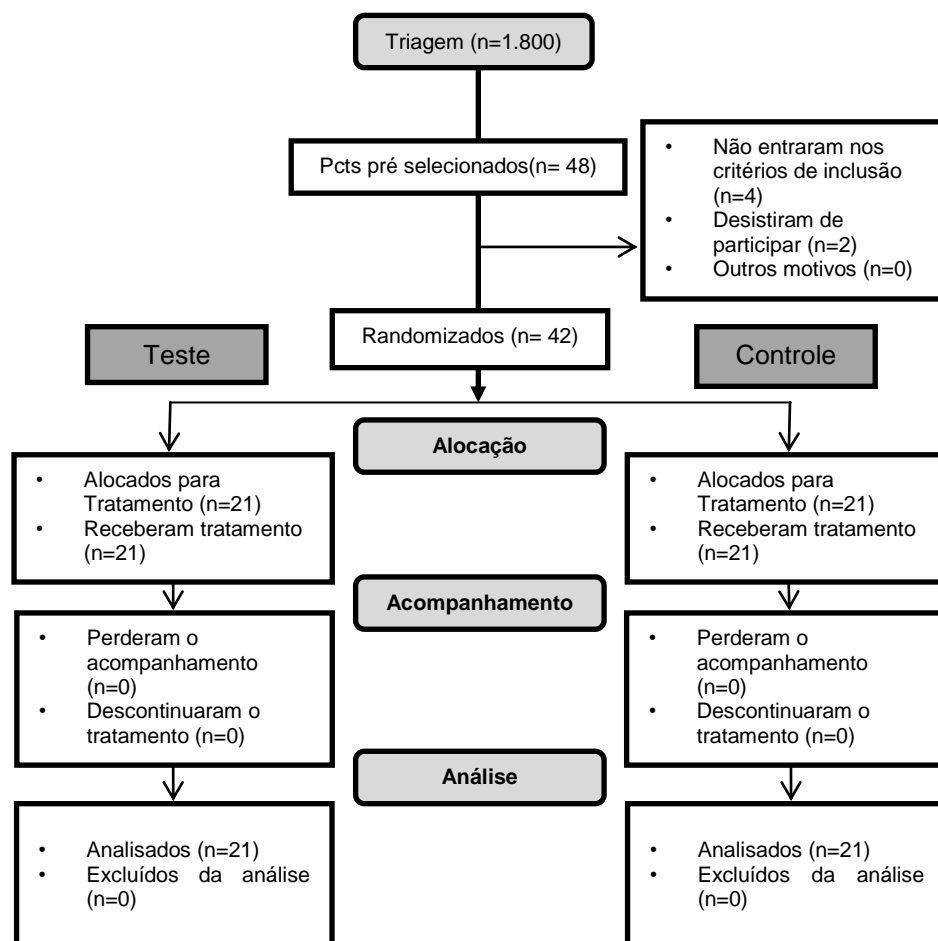 Triagem (n=1.800)
Pcts pré selecionados(n= 48)
• Não entraram nos
critérios de inclusão
(n=4)
• Desistiram de
participar (n=2)
• Outros motivos (n=0)
Randomizados (n= 42)
Teste
Controle
Alocação
• Alocados para
Tratamento (n=21)
• Receberam tratamento
(n=21)
• Alocados para
Tratamento (n=21)
• Receberam tratamento
(n=21)
Acompanhamento
• Perderam o
acompanhamento
(n=0)
• Descontinuaram o
tratamento (n=0)
• Perderam o
acompanhamento
(n=0)
• Descontinuaram o
tratamento (n=0)
Análise
• Analisados (n=21)
• Excluídos da análise
(n=0)
• Analisados (n=21)
• Excluídos da análise
(n=0)